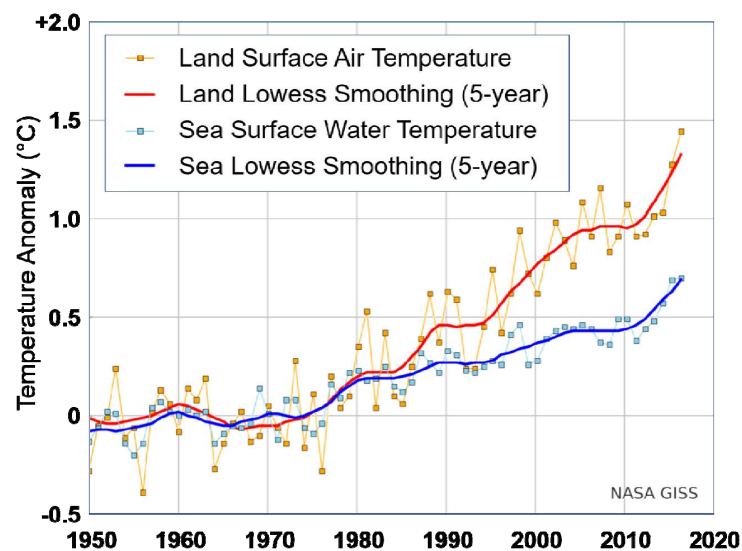 +2.0
Land Surface Air Temperature
Land Lowess Smoothing (5-year)
Sea Surface Water Temperature
Sea Lowess Smoothing (5-year)
1.5
1.0
0.5
0
-0.5
Temperature Anomaly (°C)
NASA GISS
1950 1960 1970 1980 1990 2000 2010 2020